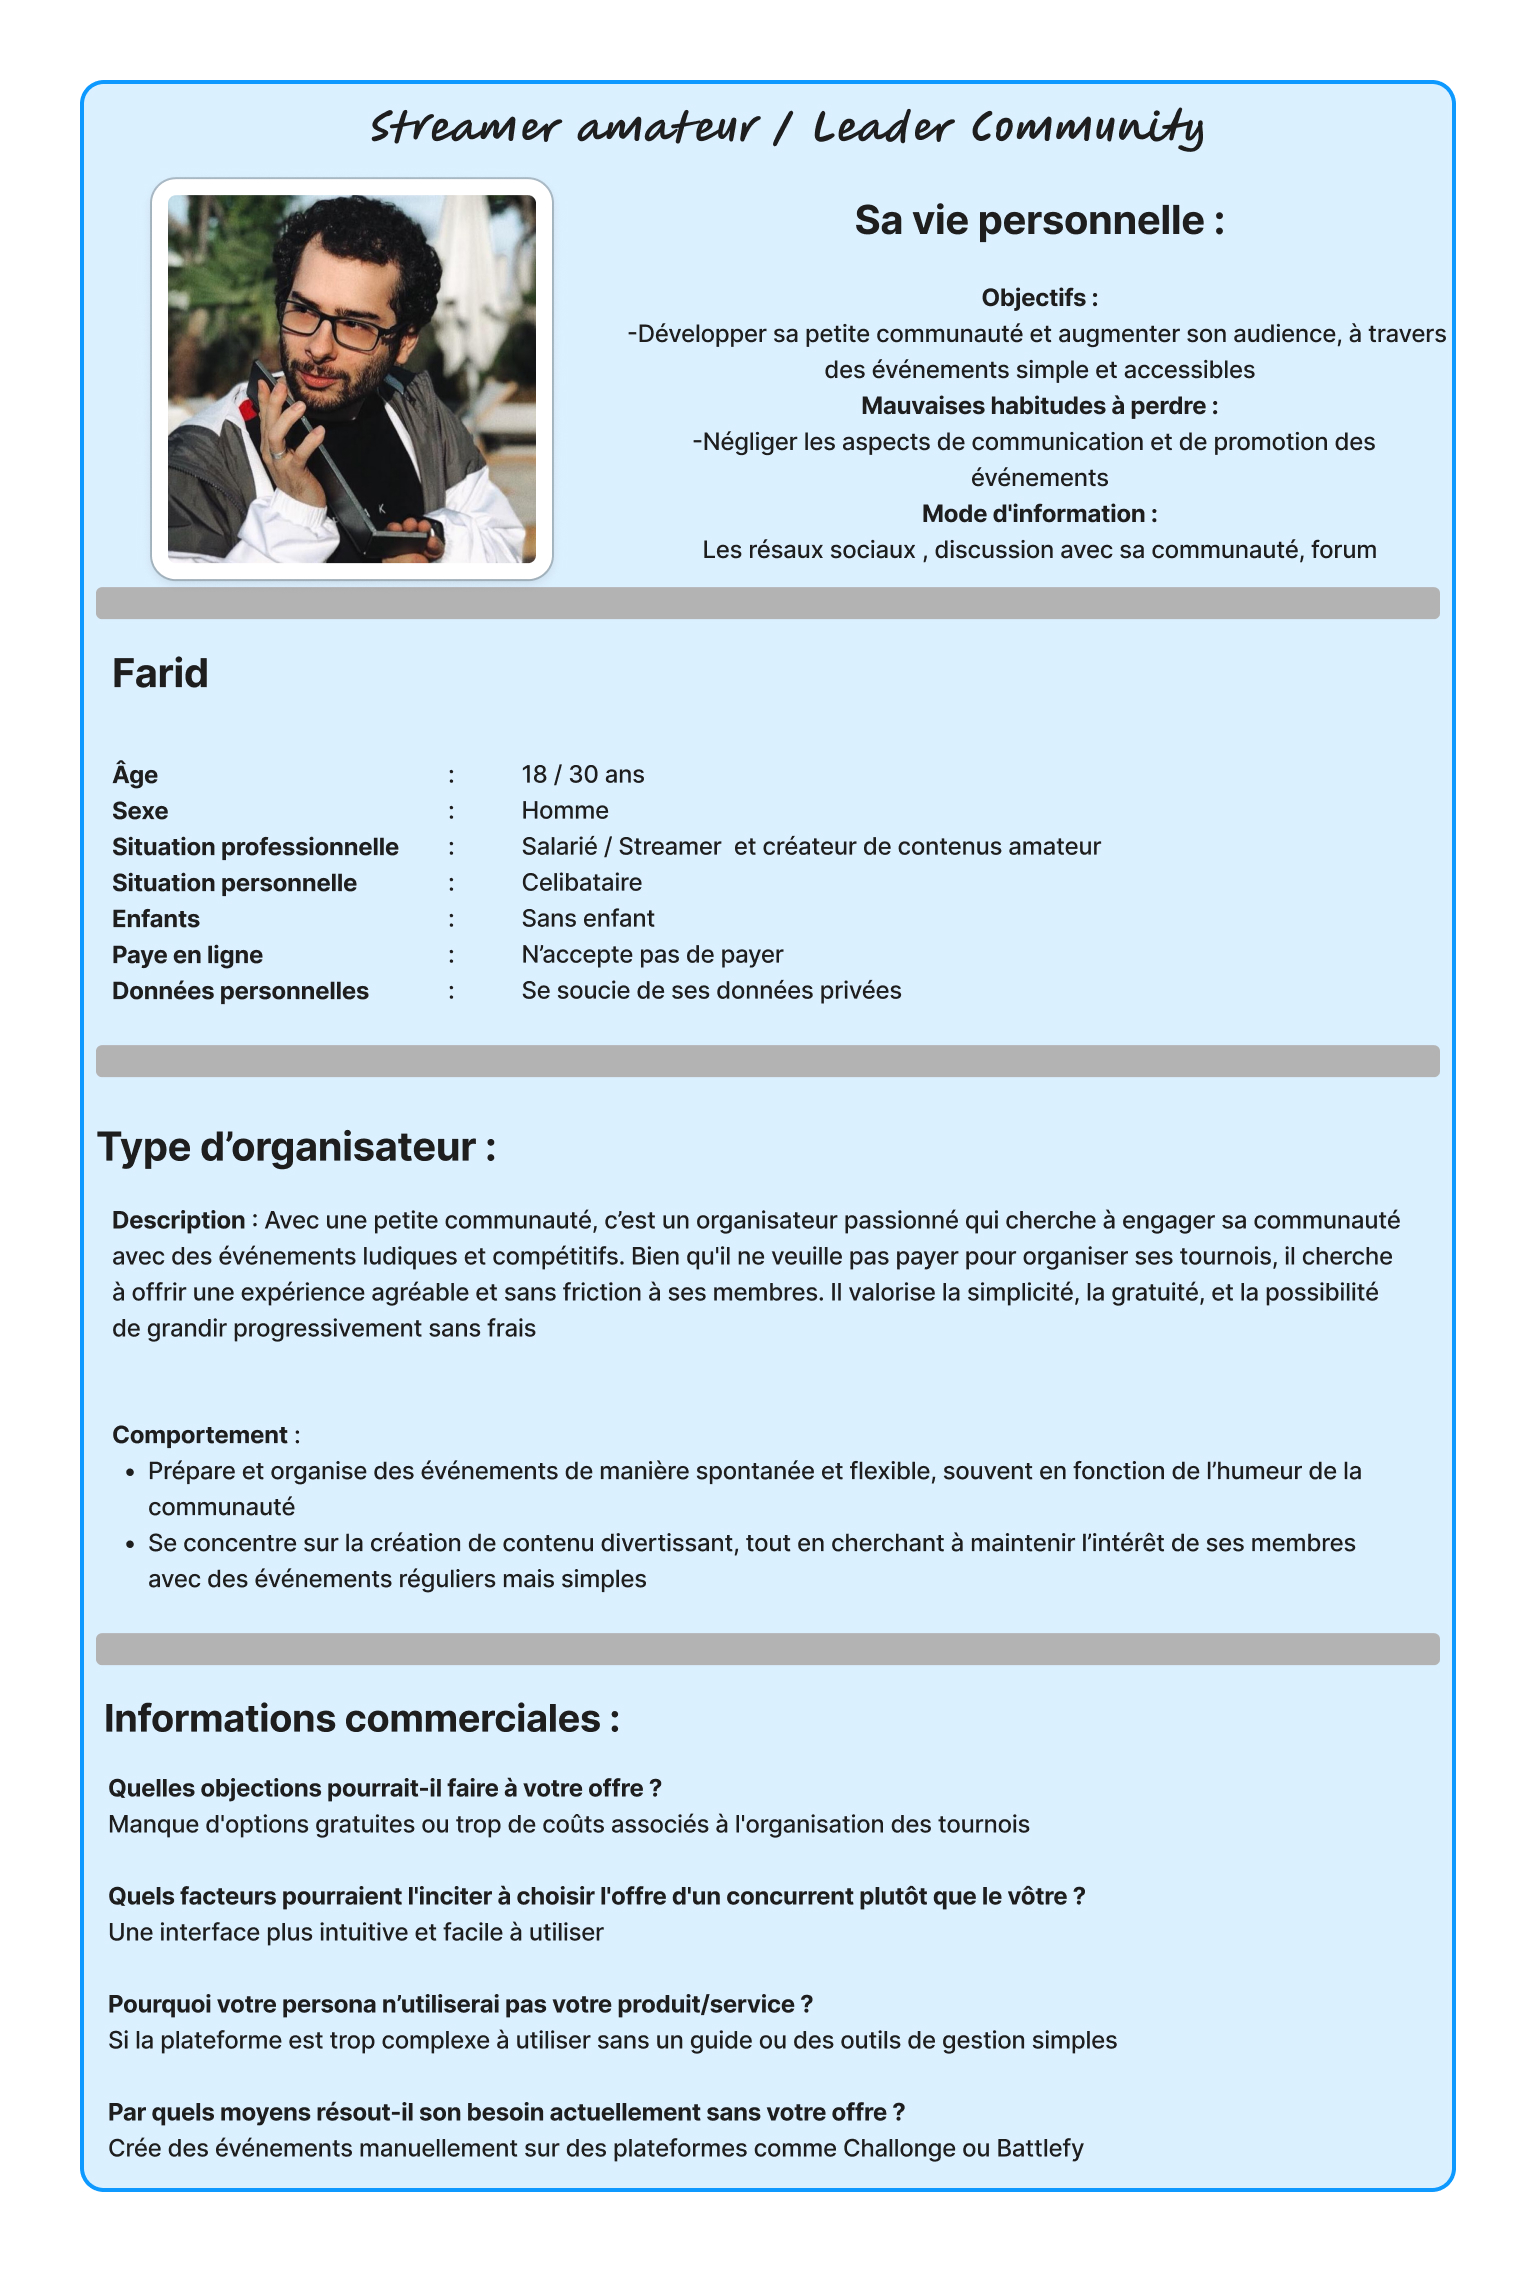 Streamer amateur / Leader Community
Sa vie personnelle :
Objectifs :
-Développer sa petite communauté et augmenter son audience, à travers
des événements simple et accessibles
Mauvaises habitudes à perdre :
-Négliger les aspects de communication et de promotion des
événements
Mode d'information :
Les résaux sociaux , discussion avec sa communauté, forum
Farid
Âge : 18 / 30 ans
Sexe : Homme
Situation professionnelle : Salarié / Streamer  et créateur de contenus amateur
Situation personnelle : Celibataire
Enfants : Sans enfant
Paye en ligne : N’accepte pas de payer
Données personnelles : Se soucie de ses données privées
Type d’organisateur :
Description : Avec une petite communauté, c’est un organisateur passionné qui cherche à engager sa communauté
avec des événements ludiques et compétitifs. Bien qu'il ne veuille pas payer pour organiser ses tournois, il cherche
à offrir une expérience agréable et sans friction à ses membres. Il valorise la simplicité, la gratuité, et la possibilité
de grandir progressivement sans frais
Comportement :
• Prépare et organise des événements de manière spontanée et flexible, souvent en fonction de l’humeur de la
communauté
• Se concentre sur la création de contenu divertissant, tout en cherchant à maintenir l’intérêt de ses membres
avec des événements réguliers mais simples
Informations commerciales :
Quelles objections pourrait-il faire à votre offre ?
Manque d'options gratuites ou trop de coûts associés à l'organisation des tournois
Quels facteurs pourraient l'inciter à choisir l'offre d'un concurrent plutôt que le vôtre ?
Une interface plus intuitive et facile à utiliser
Pourquoi votre persona n’utiliserai pas votre produit/service ?
Si la plateforme est trop complexe à utiliser sans un guide ou des outils de gestion simples
Par quels moyens résout-il son besoin actuellement sans votre offre ?
Crée des événements manuellement sur des plateformes comme Challonge ou Battlefy